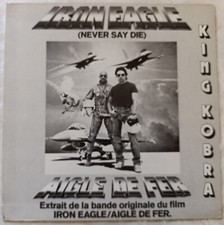 IRON EAGLE
(NEVER SAY DIE)
KING KOBRA
AIGLE DE FER
Extrait de la bande originale du film
IRON EAGLE/AIGLE DE FER.